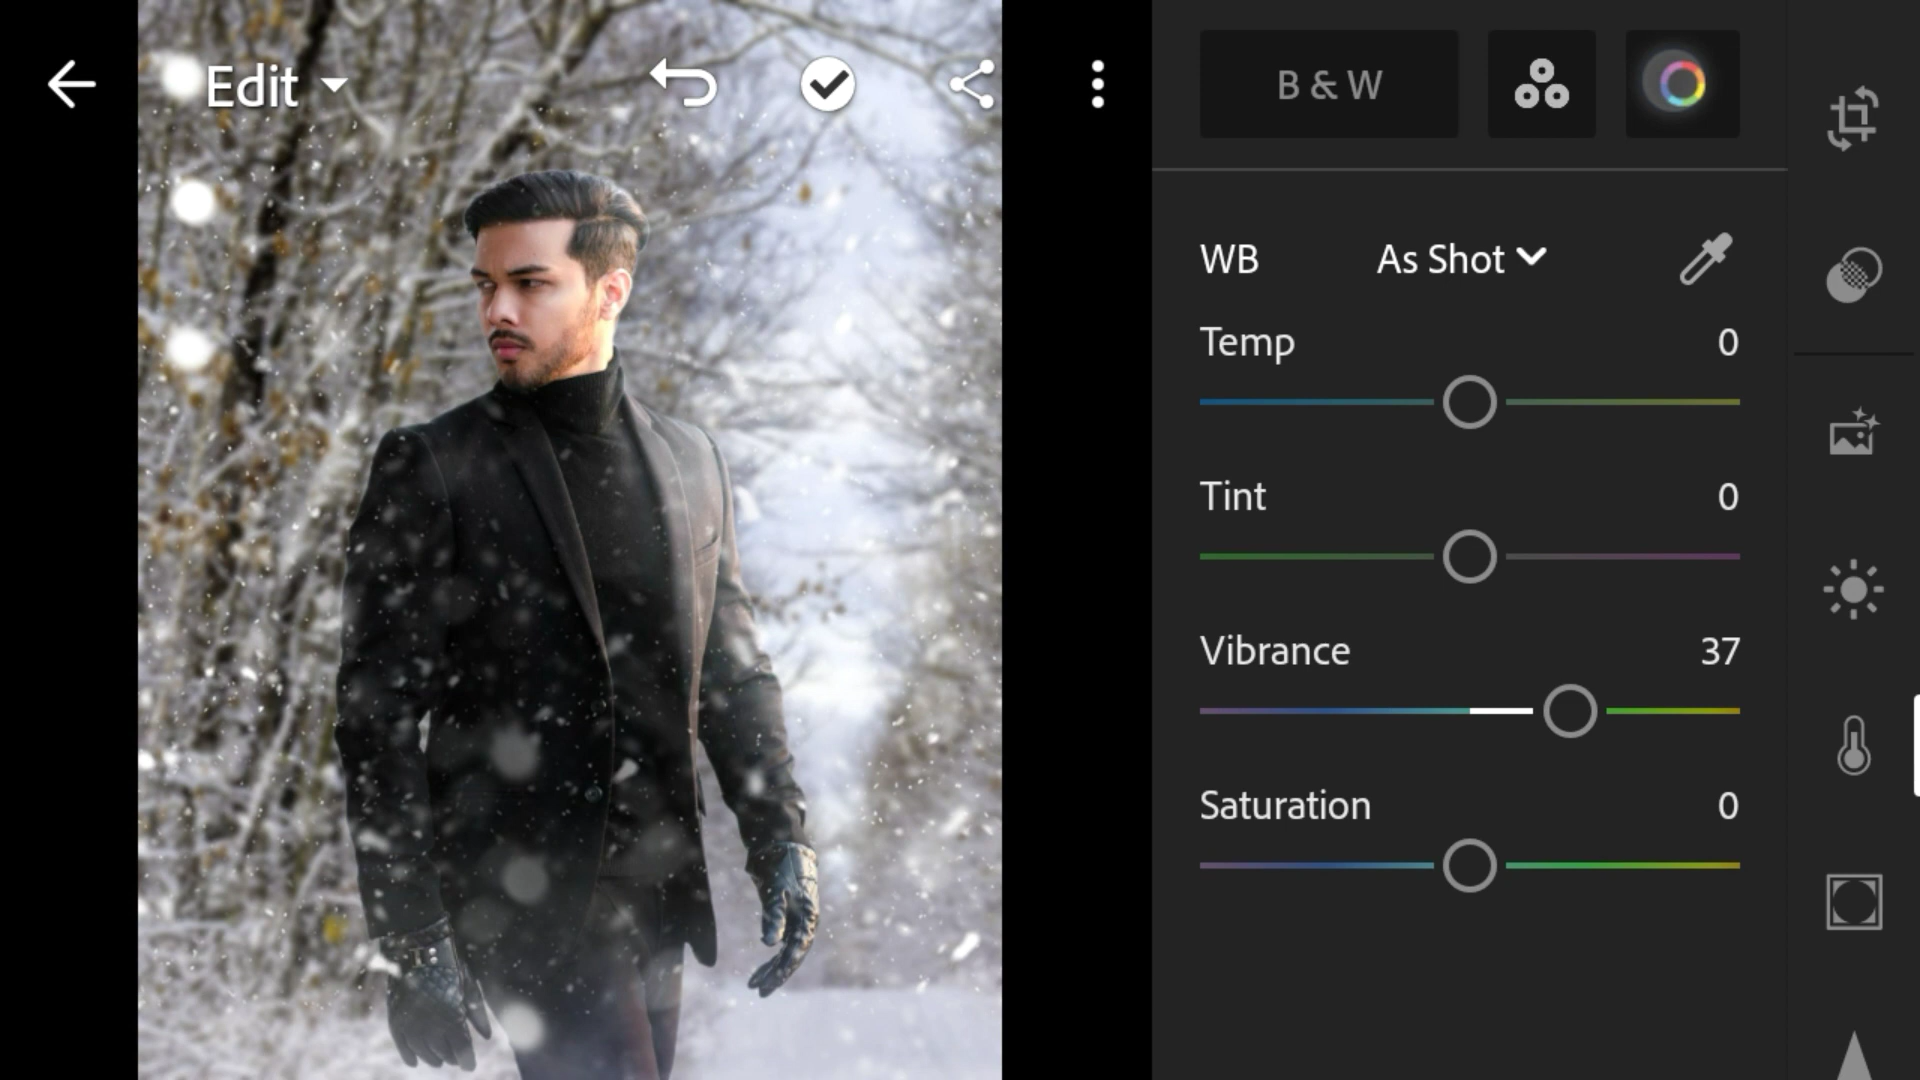 Edit
B & W
WB As Shot
Temp 0
Tint 0
Vibrance 37
Saturation 0